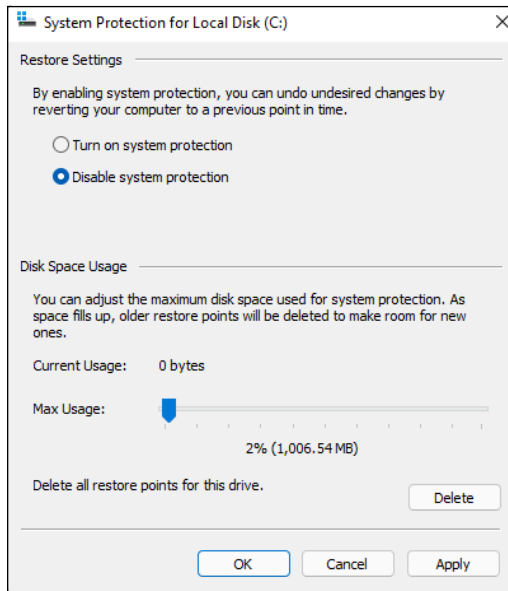 System Protection for Local Disk (C:)
Restore Settings
By enabling system protection, you can undo undesired changes by
reverting your computer to a previous point in time.
Turn on system protection
Disable system protection
Disk Space Usage
You can adjust the maximum disk space used for system protection. As
space fills up, older restore points will be deleted to make room for new
ones.
Current Usage: 0 bytes
Max Usage:
2% (1,006.54 MB)
Delete all restore points for this drive.
Delete
OK Cancel Apply